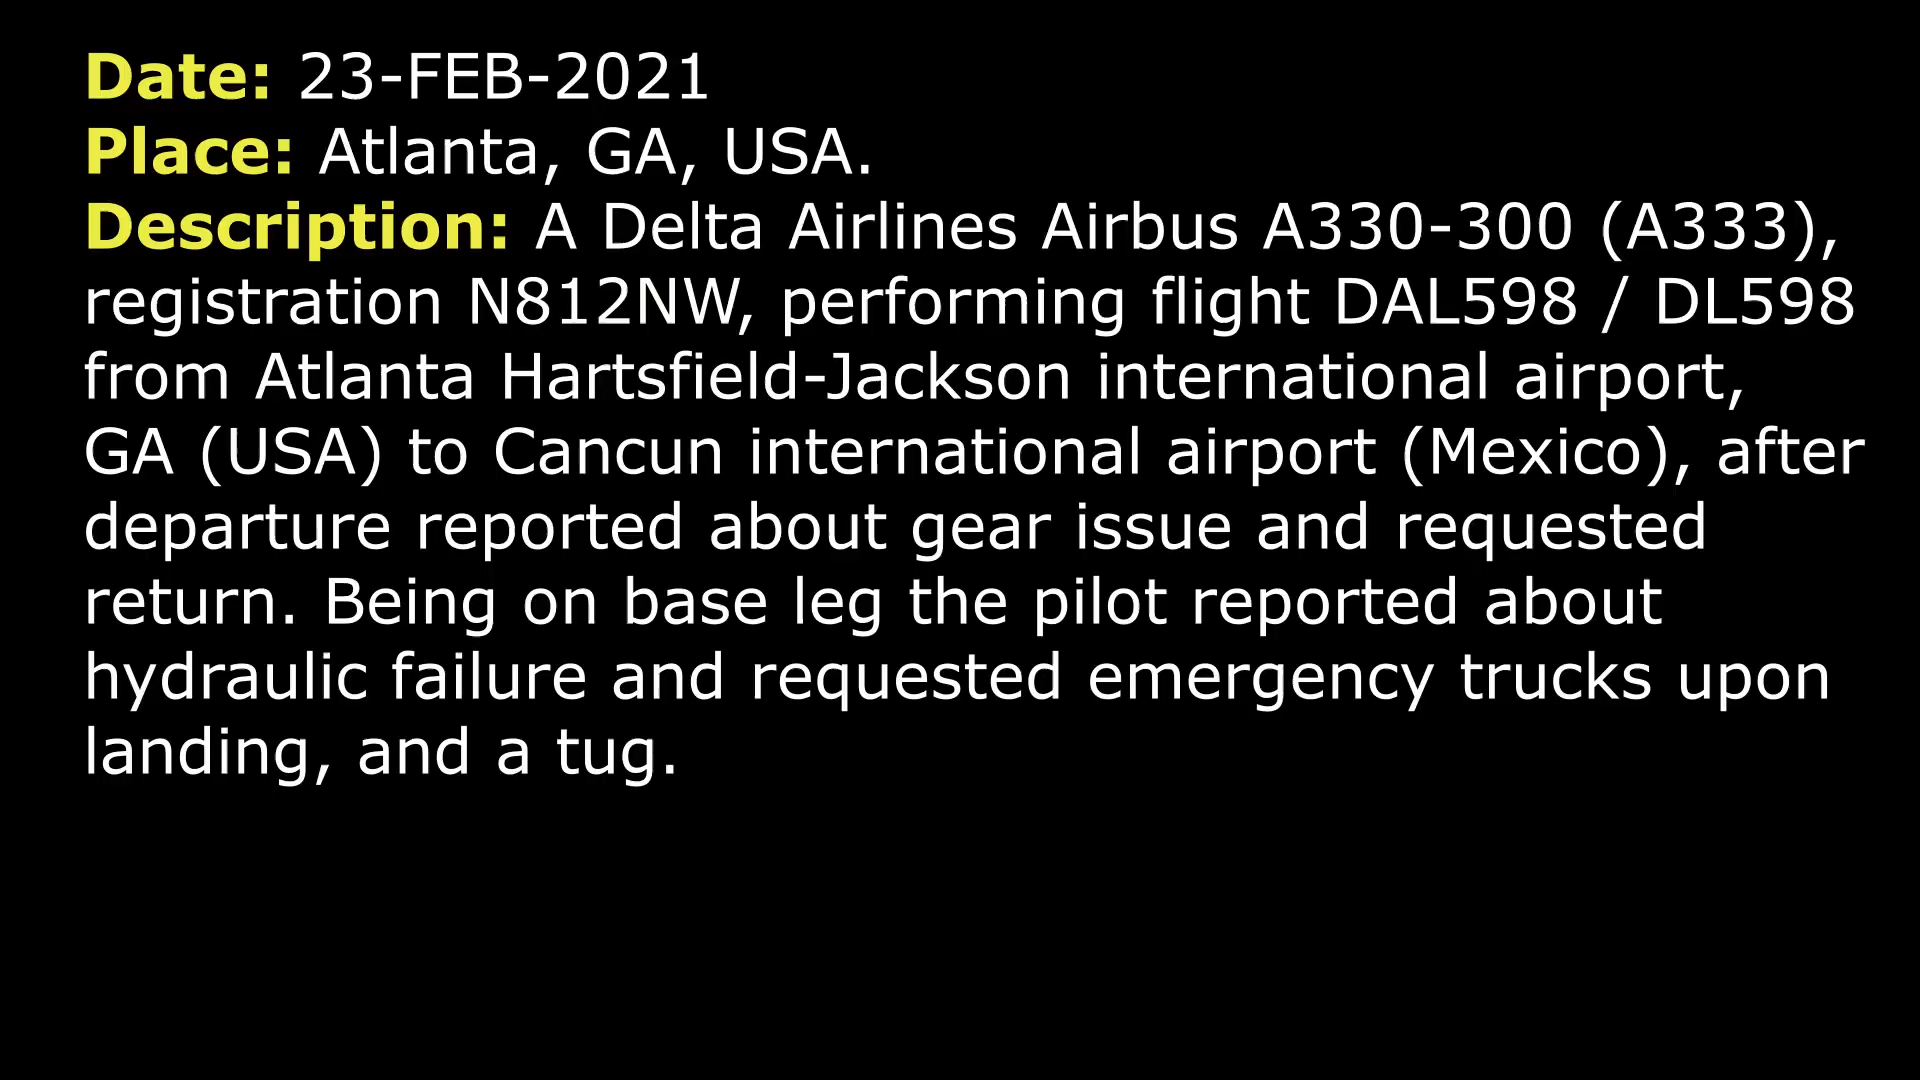 Date: 23-FEB-2021
Place: Atlanta, GA, USA.
Description: A Delta Airlines Airbus A330-300 (A333),
registration N812NW, performing flight DAL598 / DL598
from Atlanta Hartsfield-Jackson international airport,
GA (USA) to Cancun international airport (Mexico), after
departure reported about gear issue and requested
return. Being on base leg the pilot reported about
hydraulic failure and requested emergency trucks upon
landing, and a tug.